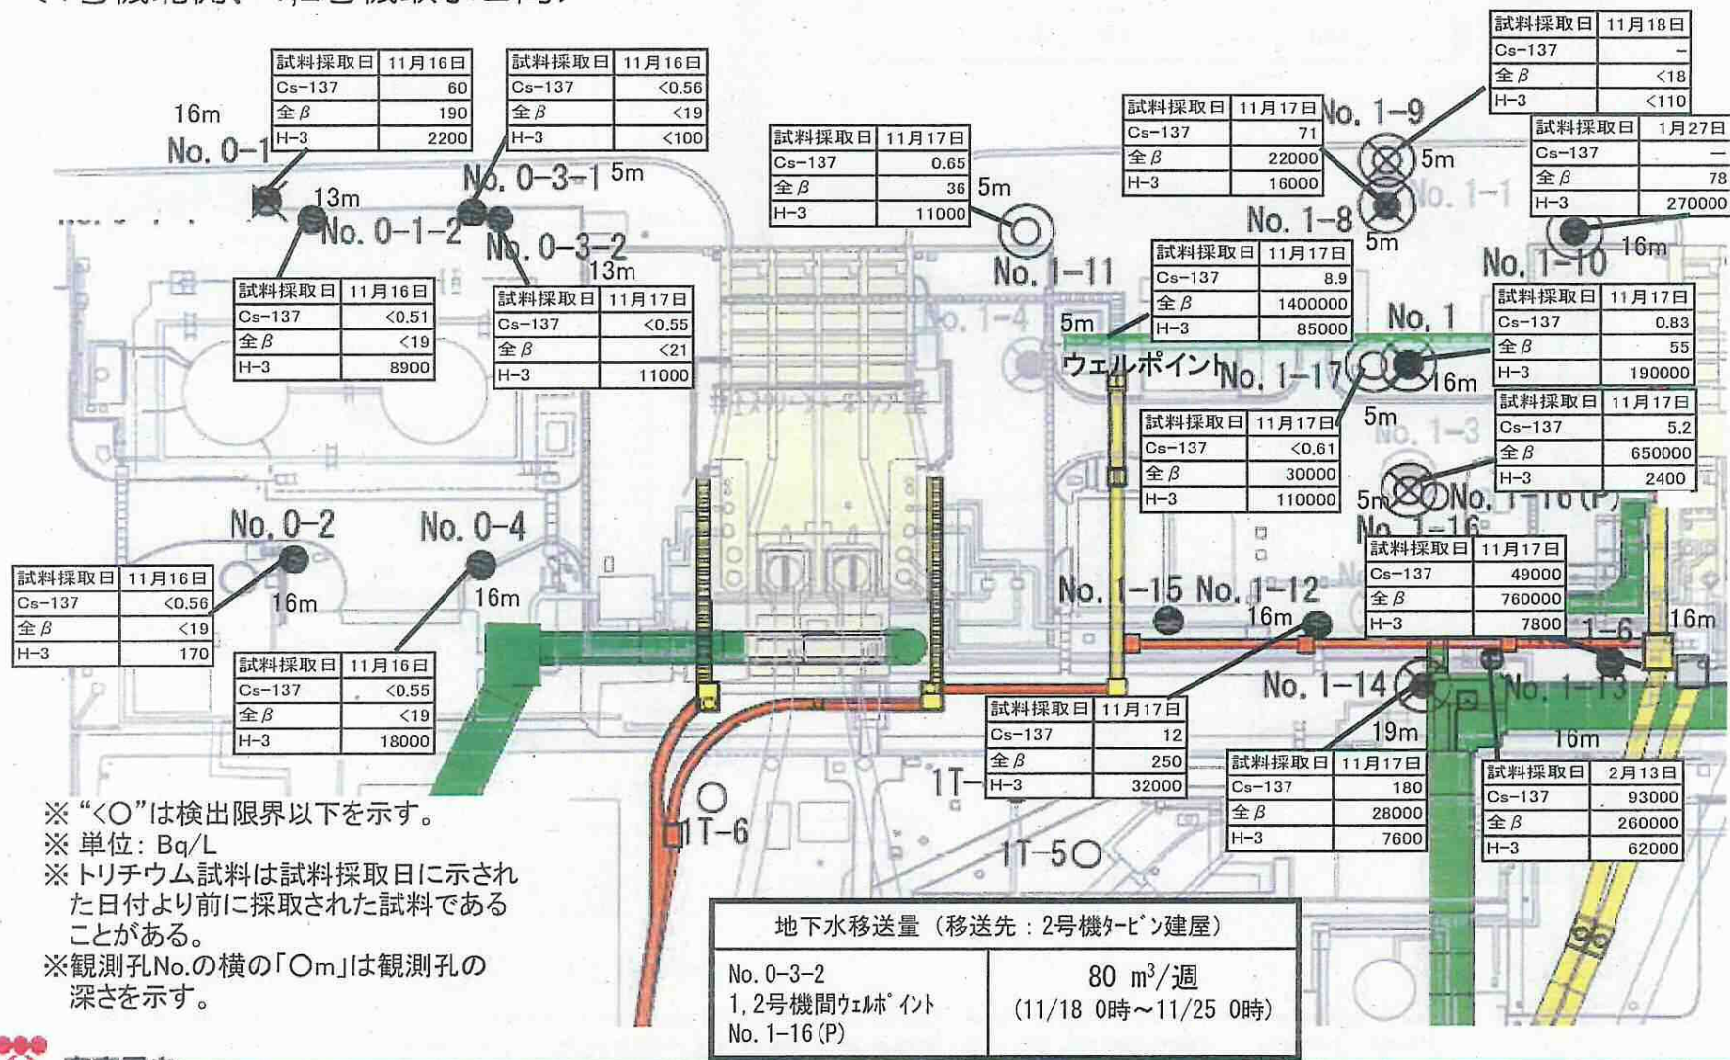 試料採取日 11月16日
Cs-137 60
全β 190
H-3 2200
試料採取日 11月16日
Cs-137 <0.56
全β <19
H-3 <100
試料採取日 11月18日
Cs-137 -
全β <18
H-3 <110
試料採取日 11月17日
Cs-137 71
全β 22000
H-3 16000
試料採取日 11月17日
Cs-137 0.65
全β 36
H-3 11000
試料採取日 1月27日
Cs-137 -
全β 78
H-3 270000
16m
No. 0-1
No. 1-9
5m
No. 0-3-1 5m
5m
13m
No. 0-1-2
No. 0-3-2
13m
No. 1-1
No. 1-8
5m
16m
No. 1-11
No. 1-10
試料採取日 11月17日
Cs-137 8.9
全β 1400000
H-3 85000
試料採取日 11月16日
Cs-137 <0.51
全β <19
H-3 8900
試料採取日 11月17日
Cs-137 <0.55
全β <21
H-3 11000
試料採取日 11月17日
Cs-137 0.83
全β 55
H-3 190000
No. 1-4
5m
ウェルポイント
No. 1
No. 1-17
16m
5m
試料採取日 11月17日
Cs-137 5.2
全β 650000
H-3 2400
試料採取日 11月17日
Cs-137 <0.61
全β 30000
H-3 110000
No. 1-3
5m
No. 1-16(P)
No. 1-16
No. 0-2
No. 0-4
16m
16m
試料採取日 11月17日
Cs-137 49000
全β 760000
H-3 7800
試料採取日 11月16日
Cs-137 <0.56
全β <19
H-3 170
No. 1-15 No. 1-12
16m
1-6
16m
試料採取日 11月16日
Cs-137 <0.55
全β <19
H-3 18000
No. 1-14
19m
No. 1-13
16m
試料採取日 11月17日
Cs-137 12
全β 250
H-3 32000
試料採取日 11月17日
Cs-137 180
全β 28000
H-3 7600
試料採取日 2月13日
Cs-137 93000
全β 260000
H-3 62000
1T-
1T-6
1T-5
※ “<〇”は検出限界以下を示す。
※ 単位: Bq/L
※ トリチウム試料は試料採取日に示され
た日付より前に採取された試料である
ことがある。
※観測孔No.の横の「〇m」は観測孔の
深さを示す。
地下水移送量（移送先：2号機タービン建屋）
No. 0-3-2
1,2号機間ウェルポイント
No. 1-16(P)
80 m³/週
(11/18 0時～11/25 0時)